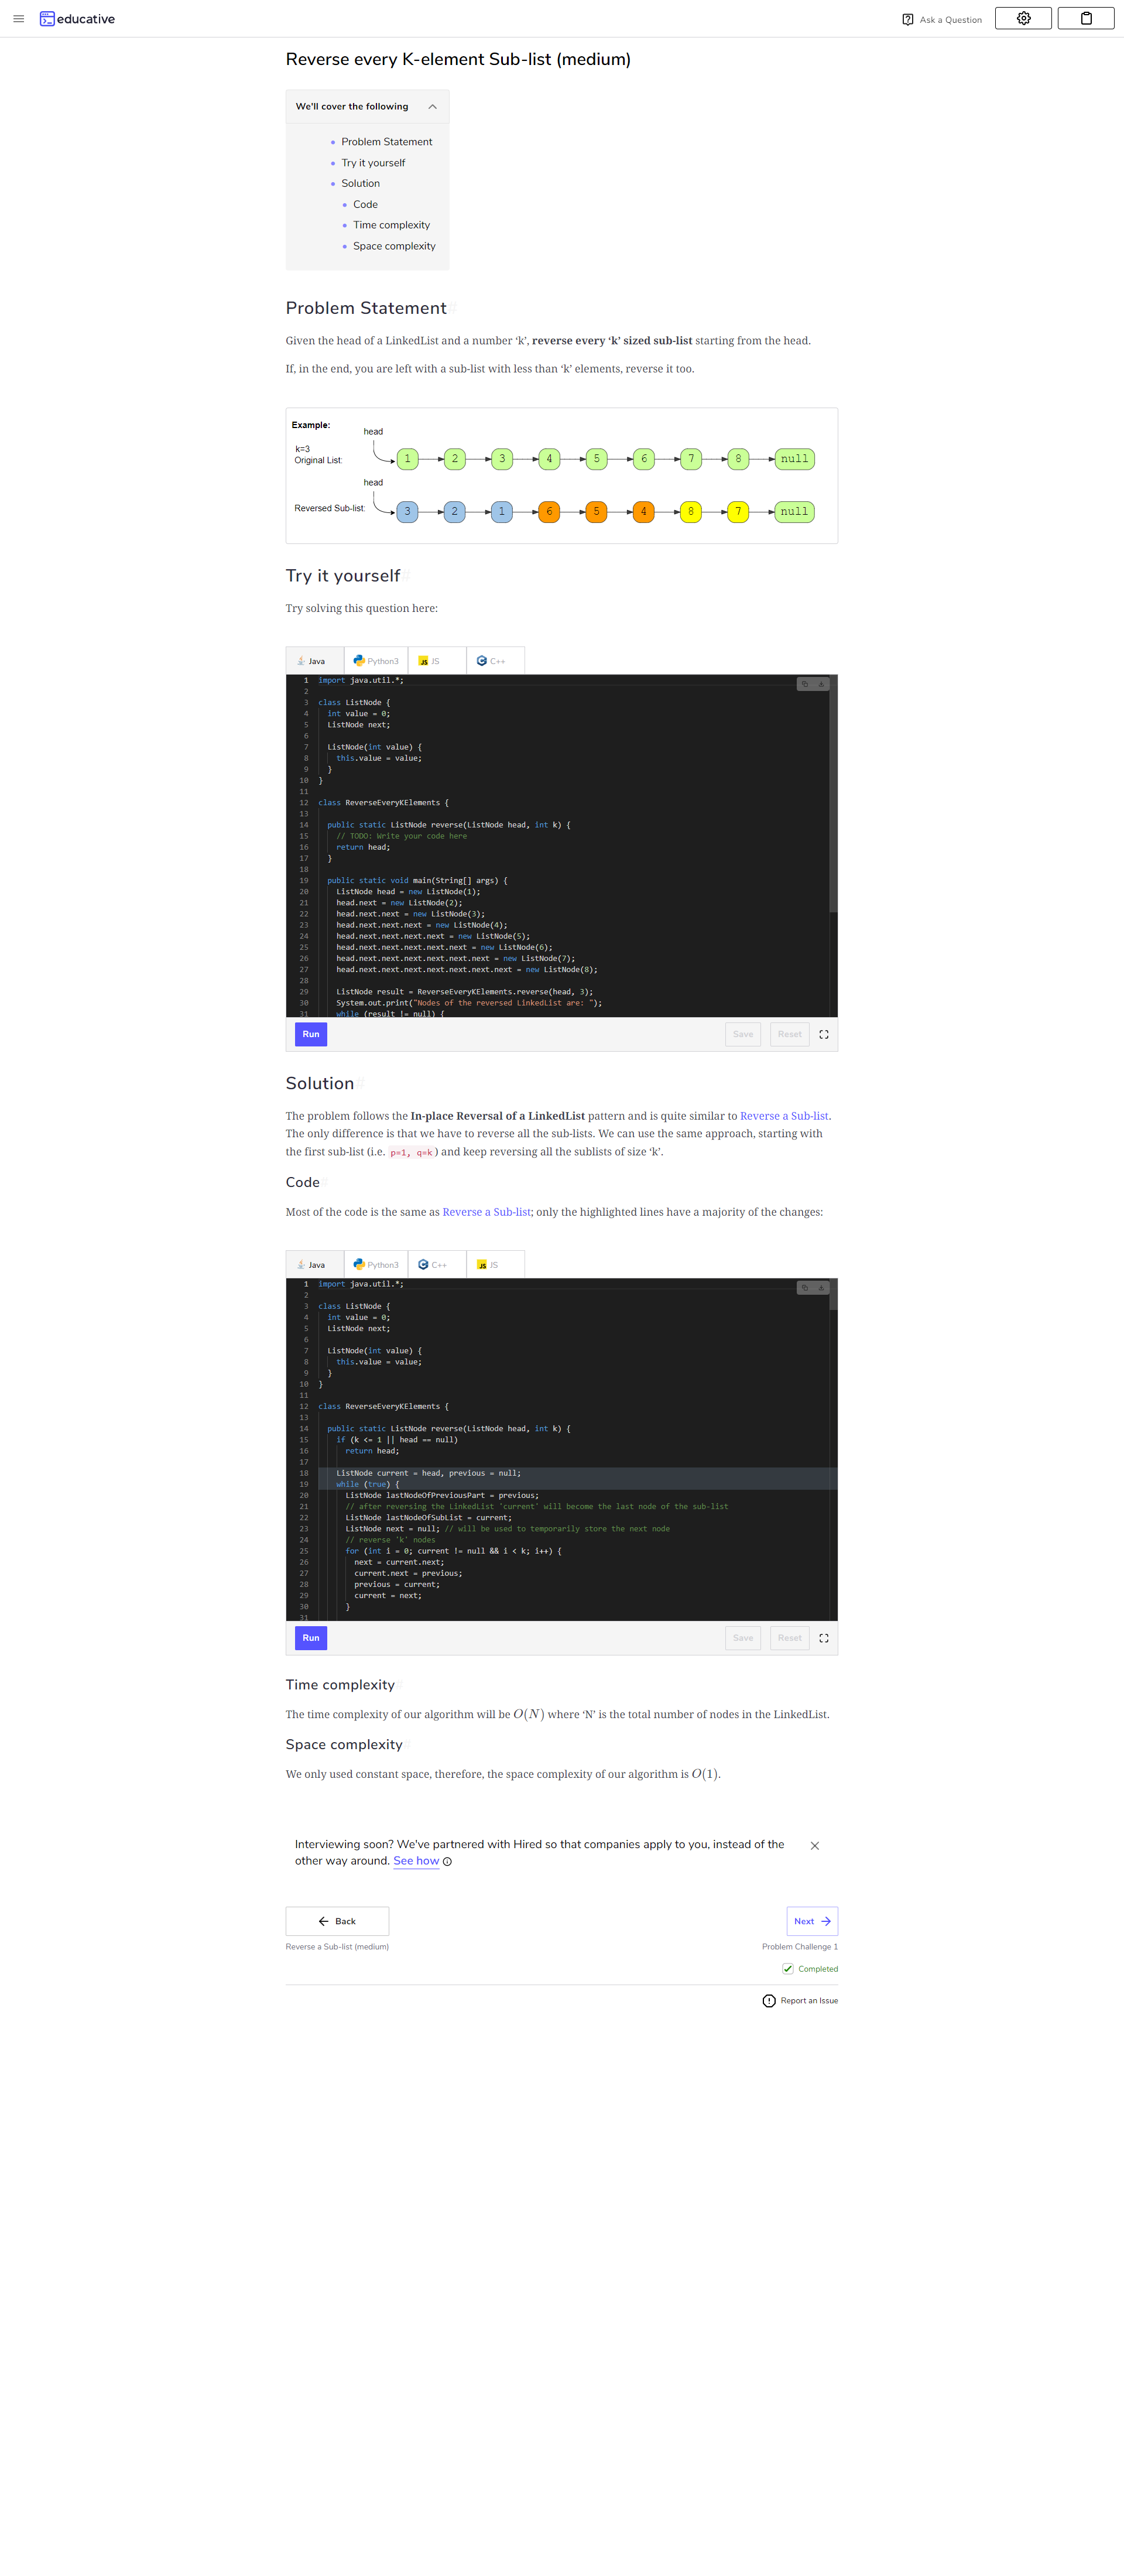 educative
Ask a Question
Reverse every K-element Sub-list (medium)
We'll cover the following
Problem Statement
Try it yourself
Solution
Code
Time complexity
Space complexity
Problem Statement#
Given the head of a LinkedList and a number ‘k’, reverse every ‘k’ sized sub-list starting from the head.
If, in the end, you are left with a sub-list with less than ‘k’ elements, reverse it too.
Example:
head
k=3
Original List:
1 2 3 4 5 6 7 8 null
head
Reversed Sub-list:
3 2 1 6 5 4 8 7 null
Try it yourself#
Try solving this question here:
Java Python3 JS JS C++
1 import java.util.*;
2
3 class ListNode {
4 int value = 0;
5 ListNode next;
6
7 ListNode(int value) {
8 this.value = value;
9 }
10 }
11
12 class ReverseEveryKElements {
13
14 public static ListNode reverse(ListNode head, int k) {
15 // TODO: Write your code here
16 return head;
17 }
18
19 public static void main(String[] args) {
20 ListNode head = new ListNode(1);
21 head.next = new ListNode(2);
22 head.next.next = new ListNode(3);
23 head.next.next.next = new ListNode(4);
24 head.next.next.next.next = new ListNode(5);
25 head.next.next.next.next.next = new ListNode(6);
26 head.next.next.next.next.next.next = new ListNode(7);
27 head.next.next.next.next.next.next.next = new ListNode(8);
28
29 ListNode result = ReverseEveryKElements.reverse(head, 3);
30 System.out.print("Nodes of the reversed LinkedList are: ");
31 while (result != null) {
Run Save Reset
Solution#
The problem follows the In-place Reversal of a LinkedList pattern and is quite similar to Reverse a Sub-list.
The only difference is that we have to reverse all the sub-lists. We can use the same approach, starting with
the first sub-list (i.e. p=1, q=k) and keep reversing all the sublists of size ‘k’.
Code#
Most of the code is the same as Reverse a Sub-list; only the highlighted lines have a majority of the changes:
Java Python3 C++ JS JS
1 import java.util.*;
2
3 class ListNode {
4 int value = 0;
5 ListNode next;
6
7 ListNode(int value) {
8 this.value = value;
9 }
10 }
11
12 class ReverseEveryKElements {
13
14 public static ListNode reverse(ListNode head, int k) {
15 if (k <= 1 || head == null)
16 return head;
17
18 ListNode current = head, previous = null;
19 while (true) {
20 ListNode lastNodeOfPreviousPart = previous;
21 // after reversing the LinkedList 'current' will become the last node of the sub-list
22 ListNode lastNodeOfSubList = current;
23 ListNode next = null; // will be used to temporarily store the next node
24 // reverse 'k' nodes
25 for (int i = 0; current != null && i < k; i++) {
26 next = current.next;
27 current.next = previous;
28 previous = current;
29 current = next;
30 }
31
Run Save Reset
Time complexity
The time complexity of our algorithm will be O(N) where ‘N’ is the total number of nodes in the LinkedList.
Space complexity#
We only used constant space, therefore, the space complexity of our algorithm is O(1).
Interviewing soon? We've partnered with Hired so that companies apply to you, instead of the
other way around. See how
Back Next
Reverse a Sub-list (medium) Problem Challenge 1
Completed
Report an Issue